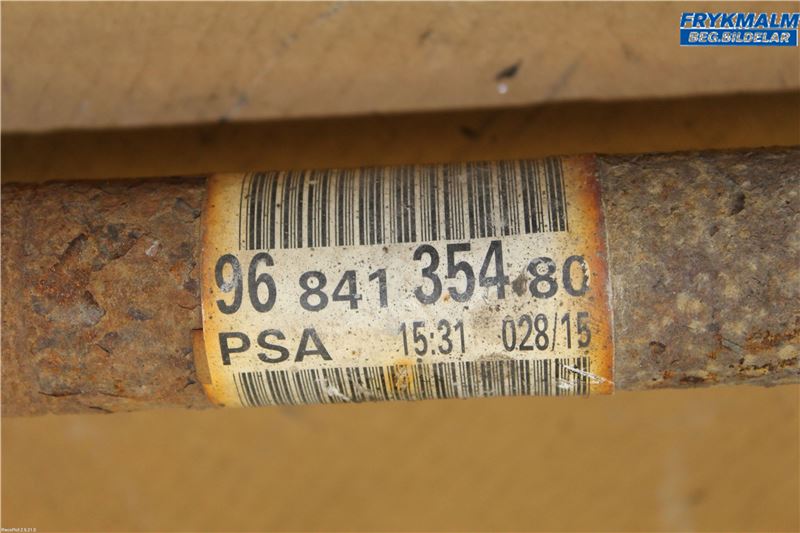 FRYKMALM
BEG.BILDELAR
96 841 354 80
PSA 15:31 028/15